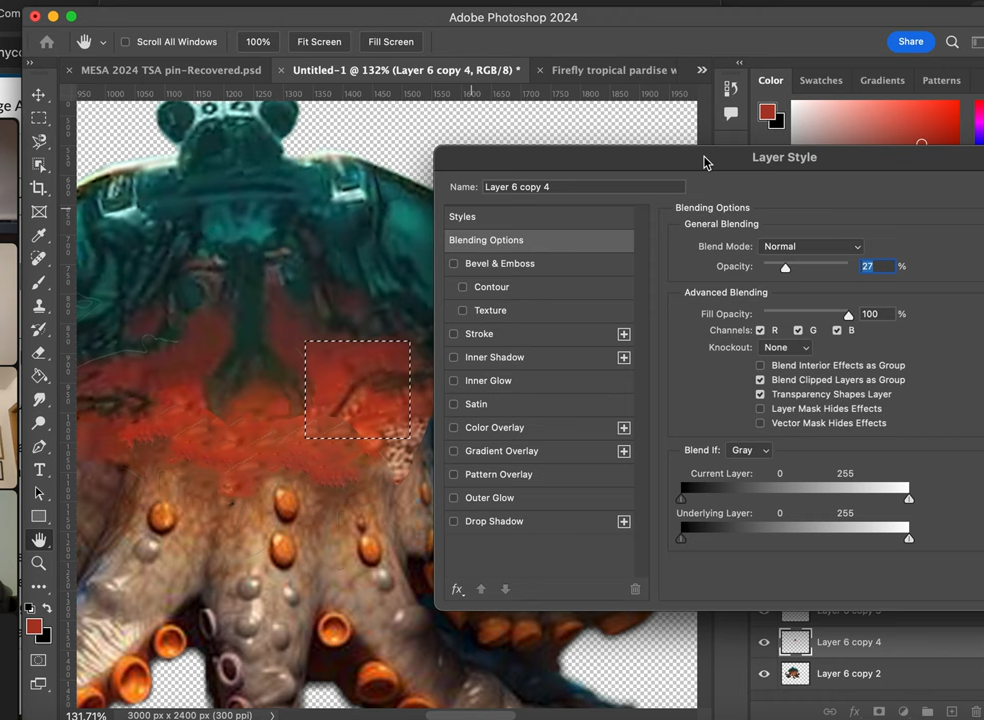 Com
Adobe Photoshop 2024
Scroll All Windows
100%
Fit Screen
Fill Screen
Share
MESA 2024 TSA pin-Recovered.psd
Untitled-1 @ 132% (Layer 6 copy 4, RGB/8) *
Firefly tropical pardise w
Color
Swatches
Gradients
Patterns
950 1000 1050 1100 1150 1200 1250 1300 1350 1400 1450 1500 1550 1600 1650 1700 1750 1800 1850 1900 1950
Layer Style
Name: Layer 6 copy 4
Styles
Blending Options
Bevel & Emboss
Contour
Texture
Stroke
Inner Shadow
Inner Glow
Satin
Color Overlay
Gradient Overlay
Pattern Overlay
Outer Glow
Drop Shadow
fx
Blending Options
General Blending
Blend Mode: Normal
Opacity: 27 %
Advanced Blending
Fill Opacity: 100 %
Channels: R G B
Knockout: None
Blend Interior Effects as Group
Blend Clipped Layers as Group
Transparency Shapes Layer
Layer Mask Hides Effects
Vector Mask Hides Effects
Blend If: Gray
Current Layer: 0 255
Underlying Layer: 0 255
Layer 6 copy 4
Layer 6 copy 2
fx
131.71%
3000 px x 2400 px (300 ppi)